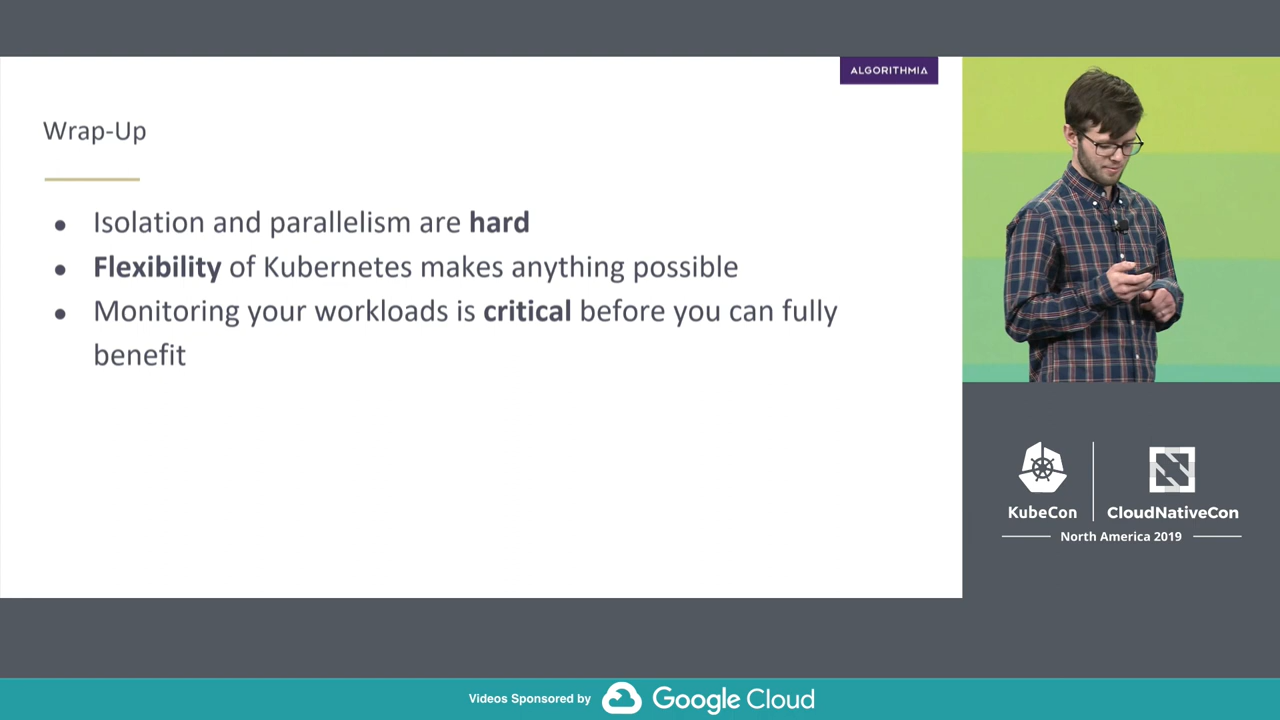 ALGORITHMIA
Wrap-Up
● Isolation and parallelism are hard
● Flexibility of Kubernetes makes anything possible
● Monitoring your workloads is critical before you can fully
benefit
KubeCon
CloudNativeCon
North America 2019
Videos Sponsored by
Google Cloud